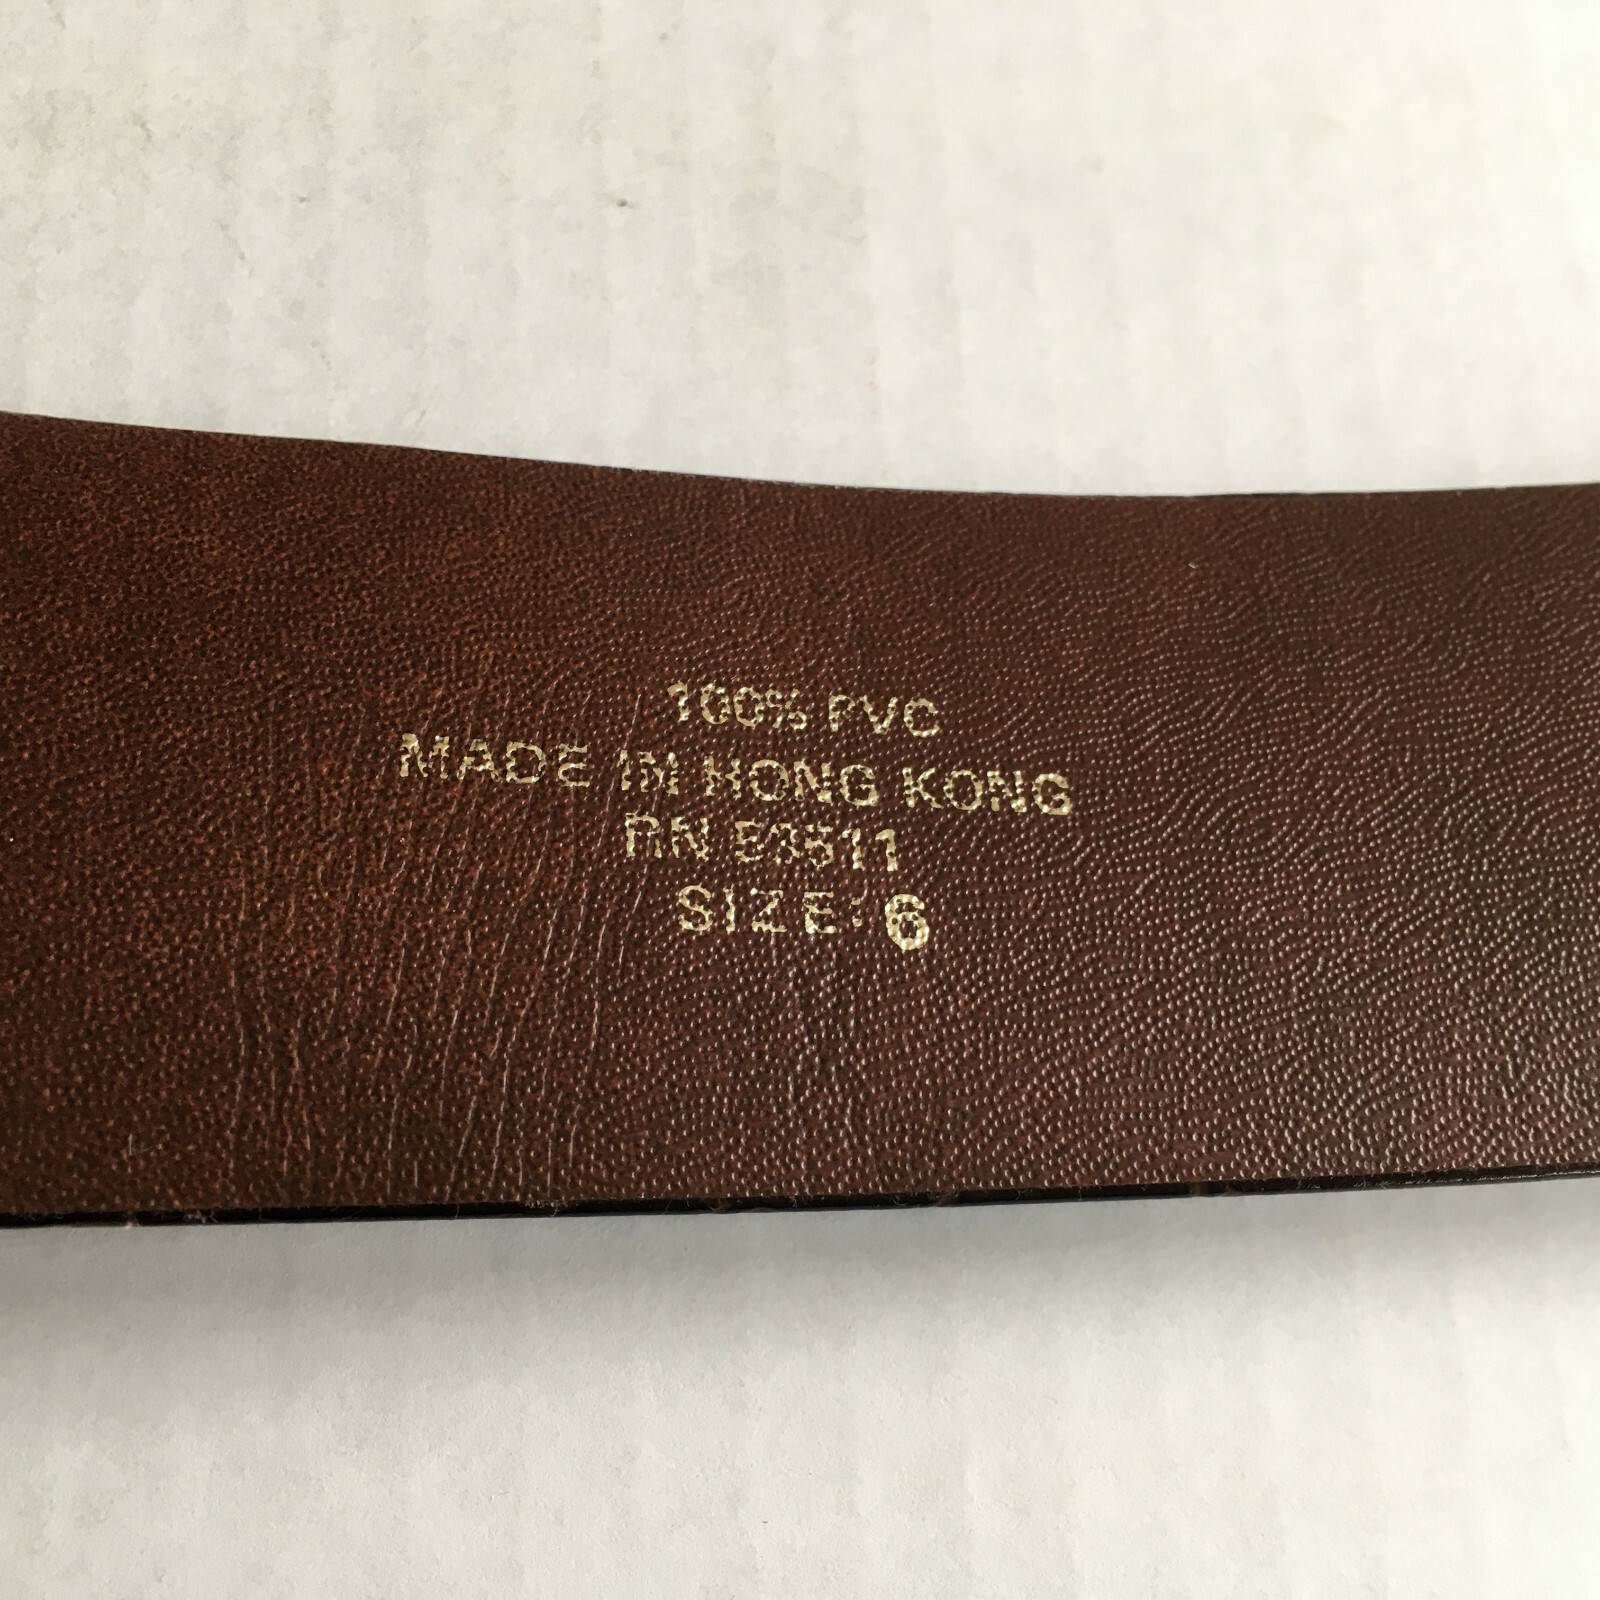 100% PVC
MADE IN HONG KONG
RN 53511
SIZE: 6